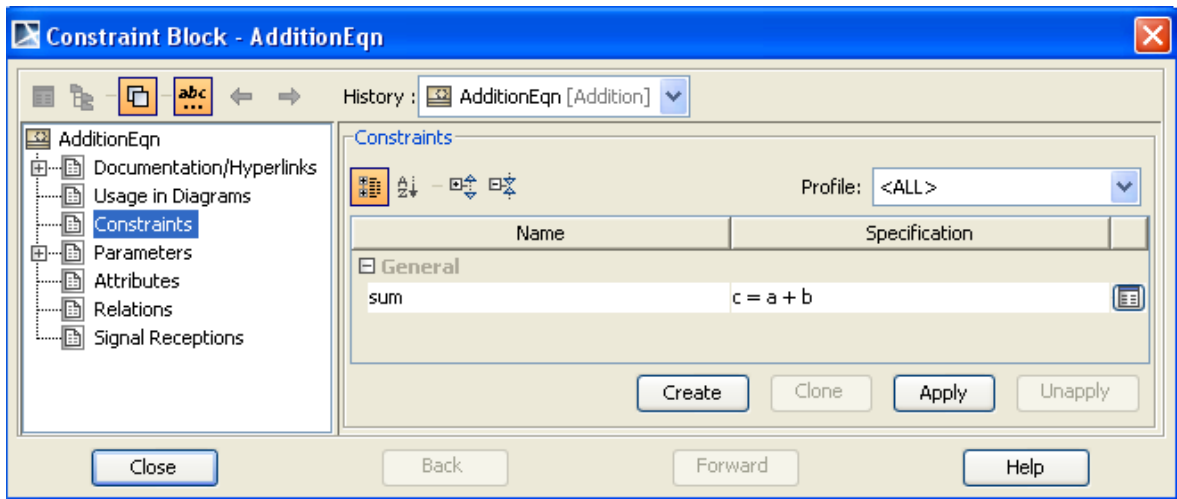 Constraint Block - AdditionEqn
abc
History : AdditionEqn [Addition]
AdditionEqn
Documentation/Hyperlinks
Usage in Diagrams
Constraints
Parameters
Attributes
Relations
Signal Receptions
Constraints
Profile: <ALL>
Name Specification
General
sum c = a + b
Create Clone Apply Unapply
Close Back Forward Help